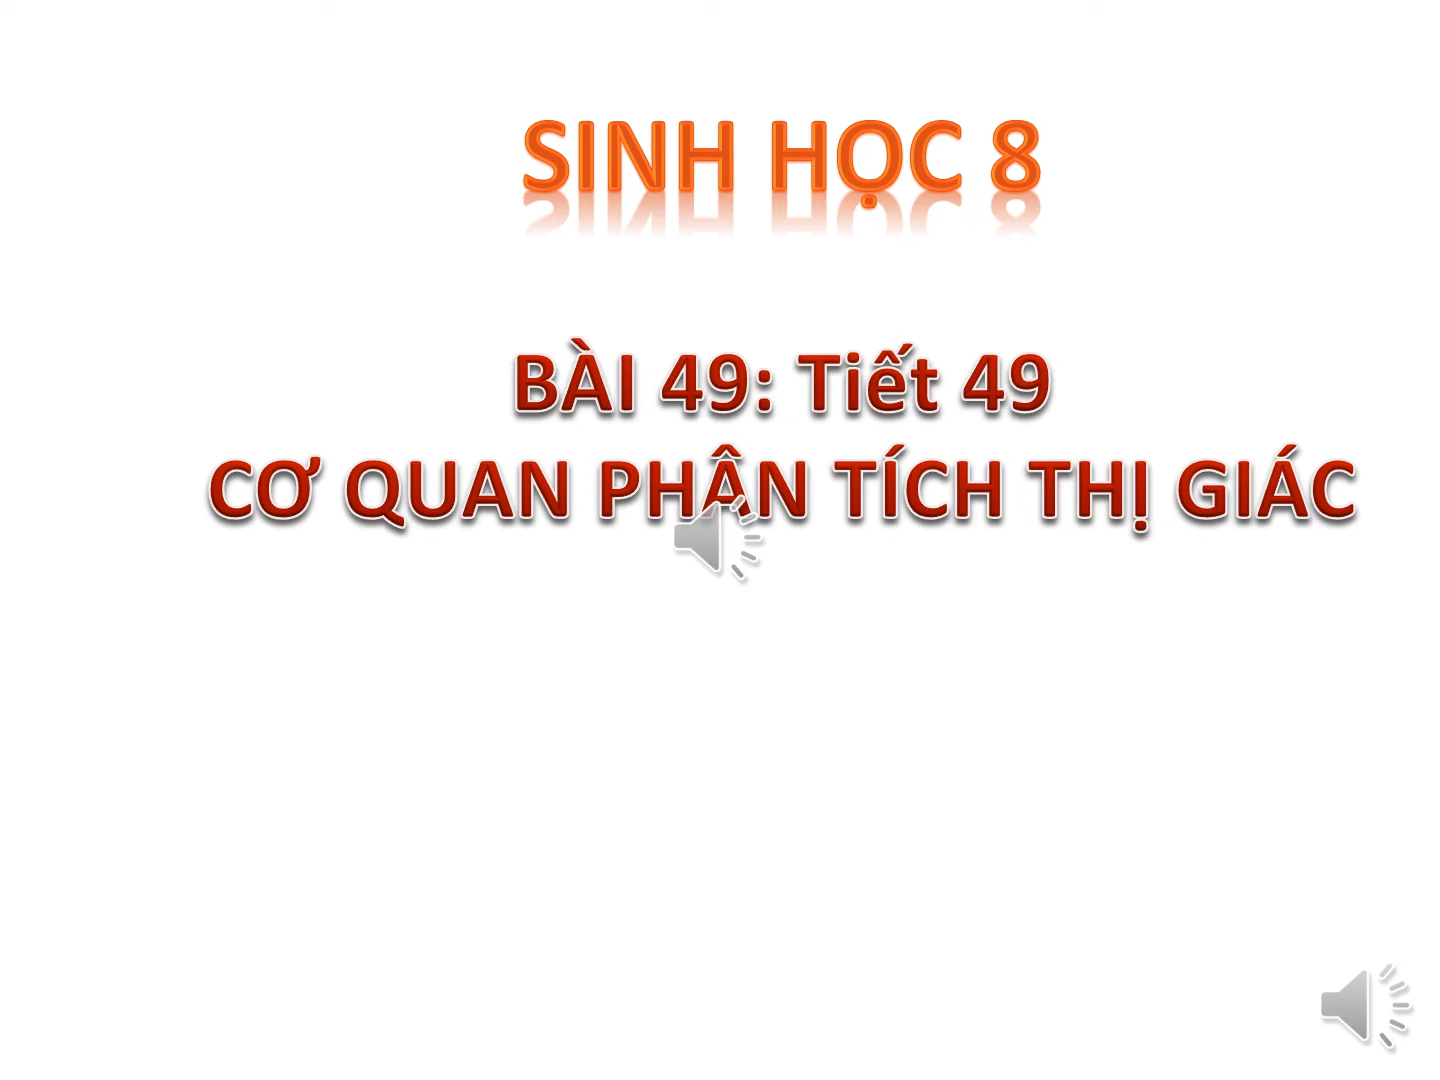 SINH HỌC 8
BÀI 49: Tiết 49
CƠ QUAN PHÂN TÍCH THỊ GIÁC